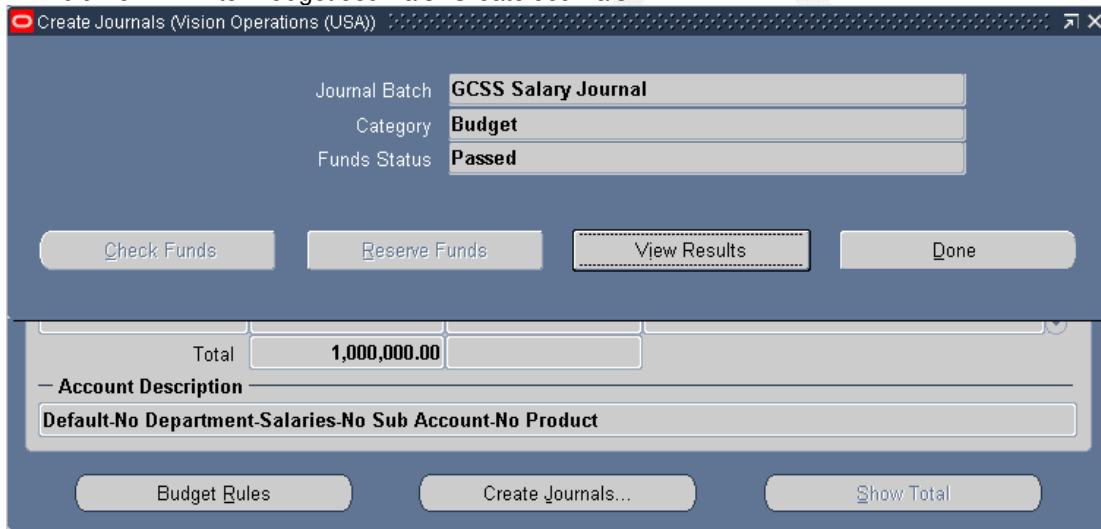 Create Journals (Vision Operations (USA))
Journal Batch GCSS Salary Journal
Category Budget
Funds Status Passed
Check Funds Reserve Funds View Results Done
Total 1,000,000.00
Account Description
Default-No Department-Salaries-No Sub Account-No Product
Budget Rules Create Journals... Show Total